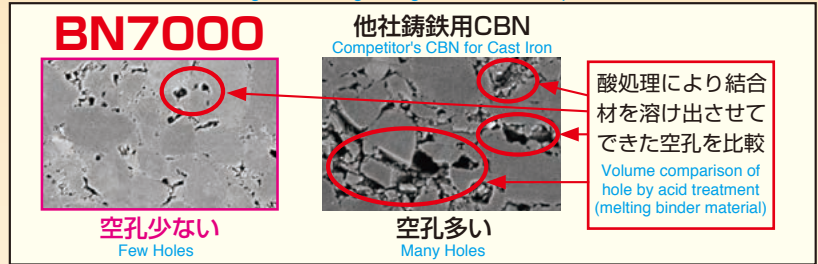 BN7000
他社鋳鉄用CBN
Competitor's CBN for Cast Iron
酸処理により結合
材を溶け出させて
できた空孔を比較
Volume comparison of
hole by acid treatment
(melting binder material)
空孔少ない
Few Holes
空孔多い
Many Holes